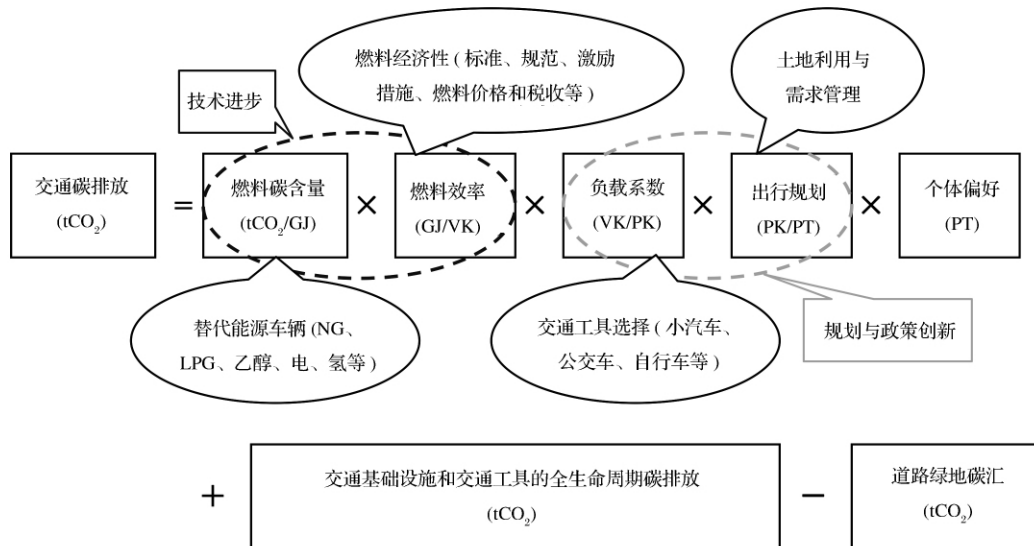 燃料经济性(标准、规范、激励
措施、燃料价格和税收等)
土地利用与
需求管理
技术进步
交通碳排放
(tCO₂)
=
燃料碳含量
(tCO₂/GJ)
×
燃料效率
(GJ/VK)
×
负载系数
(VK/PK)
×
出行规划
(PK/PT)
×
个体偏好
(PT)
替代能源车辆(NG、
LPG、乙醇、电、氢等)
交通工具选择(小汽车、
公交车、自行车等)
规划与政策创新
+
交通基础设施和交通工具的全生命周期碳排放
(tCO₂)
−
道路绿地碳汇
(tCO₂)